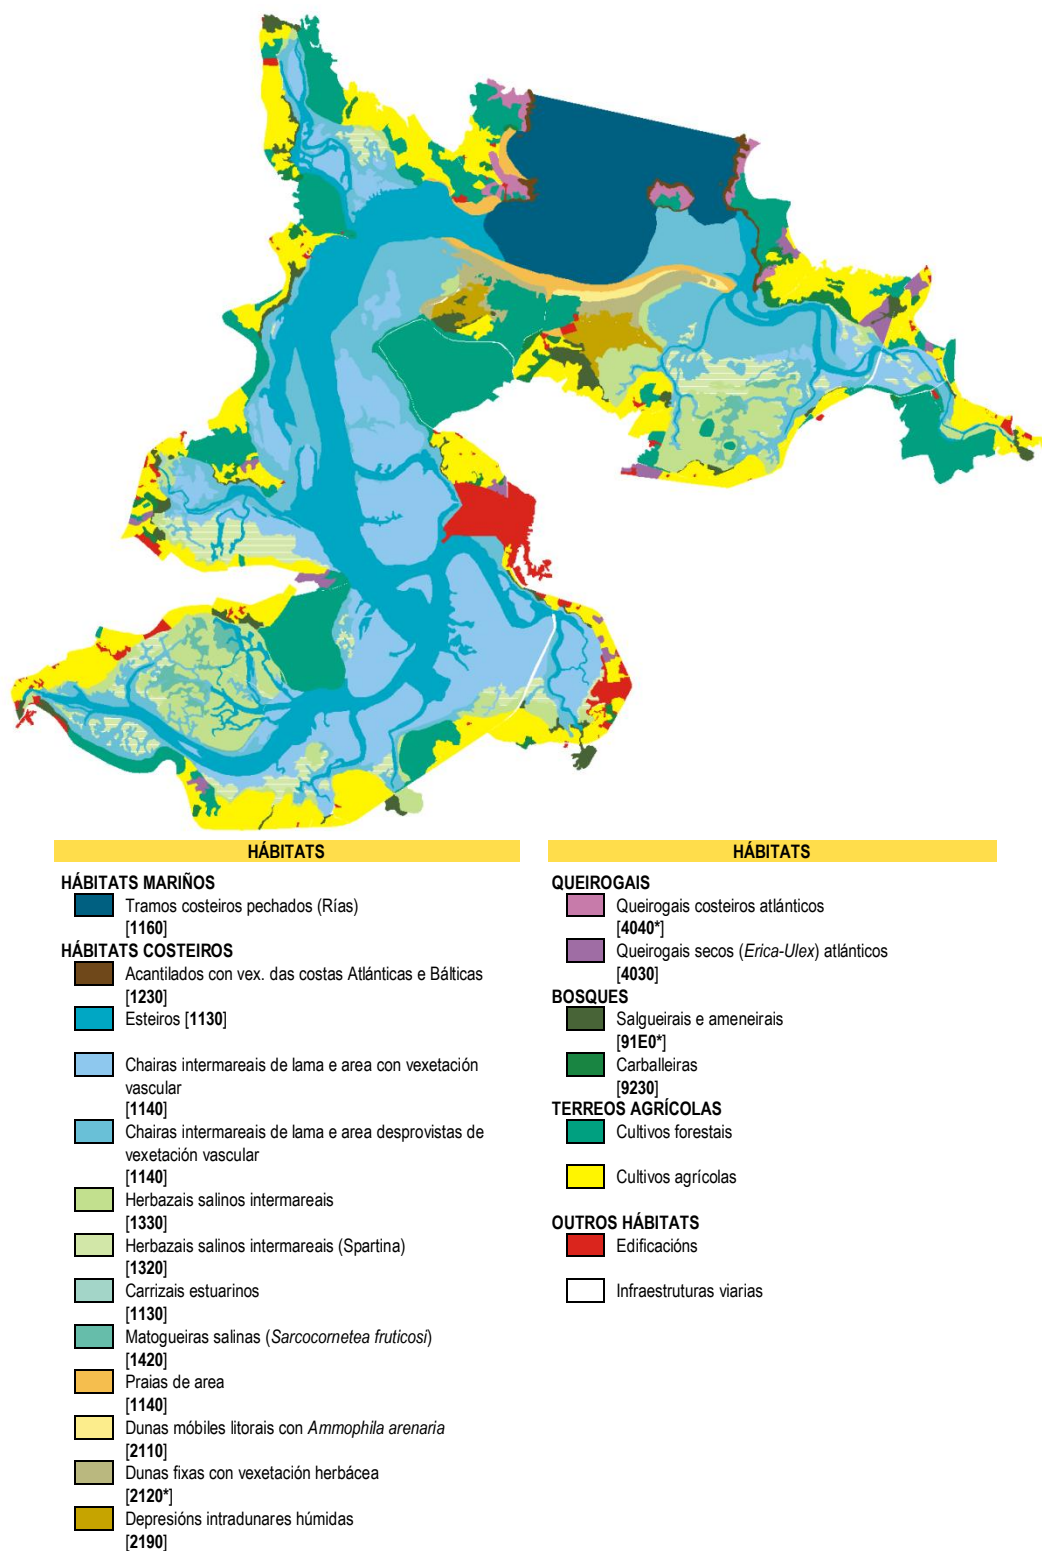 HÁBITATS
HÁBITATS MARIÑOS
Tramos costeiros pechados (Rías)
[1160]
HÁBITATS COSTEIROS
Acantilados con vex. das costas Atlánticas e Bálticas
[1230]
Esteiros [1130]
Chairas intermareais de lama e area con vexetación
vascular
[1140]
Chairas intermareais de lama e area desprovistas de
vexetación vascular
[1140]
Herbazais salinos intermareais
[1330]
Herbazais salinos intermareais (Spartina)
[1320]
Carrizais estuarinos
[1130]
Matogueiras salinas (Sarcocornetea fruticosi)
[1420]
Praias de area
[1140]
Dunas móbiles litorais con Ammophila arenaria
[2110]
Dunas fixas con vexetación herbácea
[2120*]
Depresións intradunares húmidas
[2190]
HÁBITATS
QUEIROGAIS
Queirogais costeiros atlánticos
[4040*]
Queirogais secos (Erica-Ulex) atlánticos
[4030]
BOSQUES
Salgueirais e ameneirais
[91E0*]
Carballeiras
[9230]
TERREOS AGRÍCOLAS
Cultivos forestais
Cultivos agrícolas
OUTROS HÁBITATS
Edificacións
Infraestruturas viarias